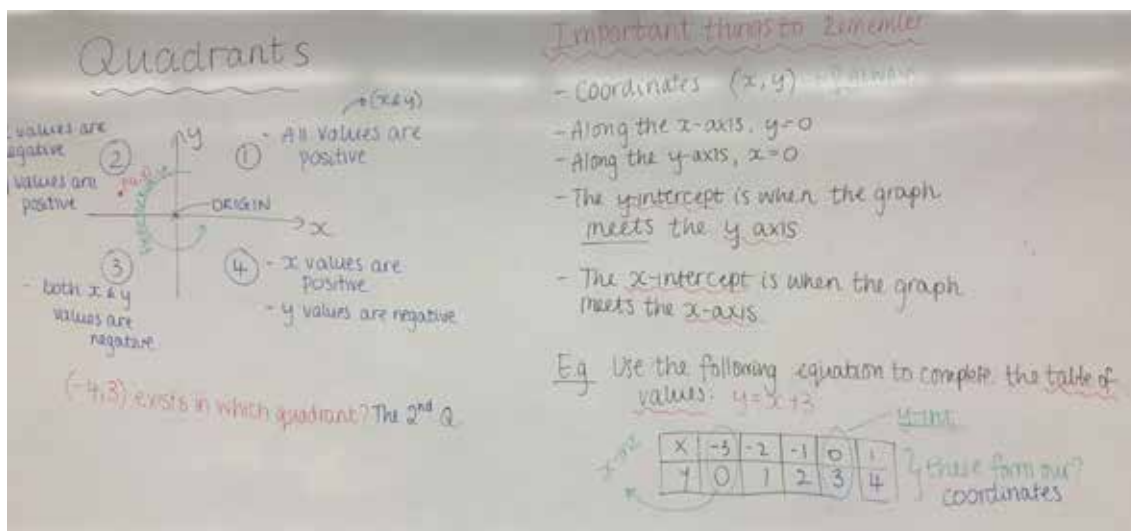 Quadrants
(x & y)
values are
negative
②
values are
positive
y
①
- All values are
positive
ORIGIN
x
③
- both x & y
values are
negative
④ - x values are
positive
- y values are negative
(-4,3) exists in which quadrant? The 2nd Q
Important things to remember
- Coordinates (x, y)
- Along the x-axis, y=0
- Along the y-axis, x=0
- The y-intercept is when the graph
meets the y axis
- The x-intercept is when the graph
meets the x-axis.
E.g Use the following equation to complete the table of
values: y=x+3
y-int
x-int
X -3 -2 -1 0 1
Y 0 1 2 3 4
these form our?
coordinates